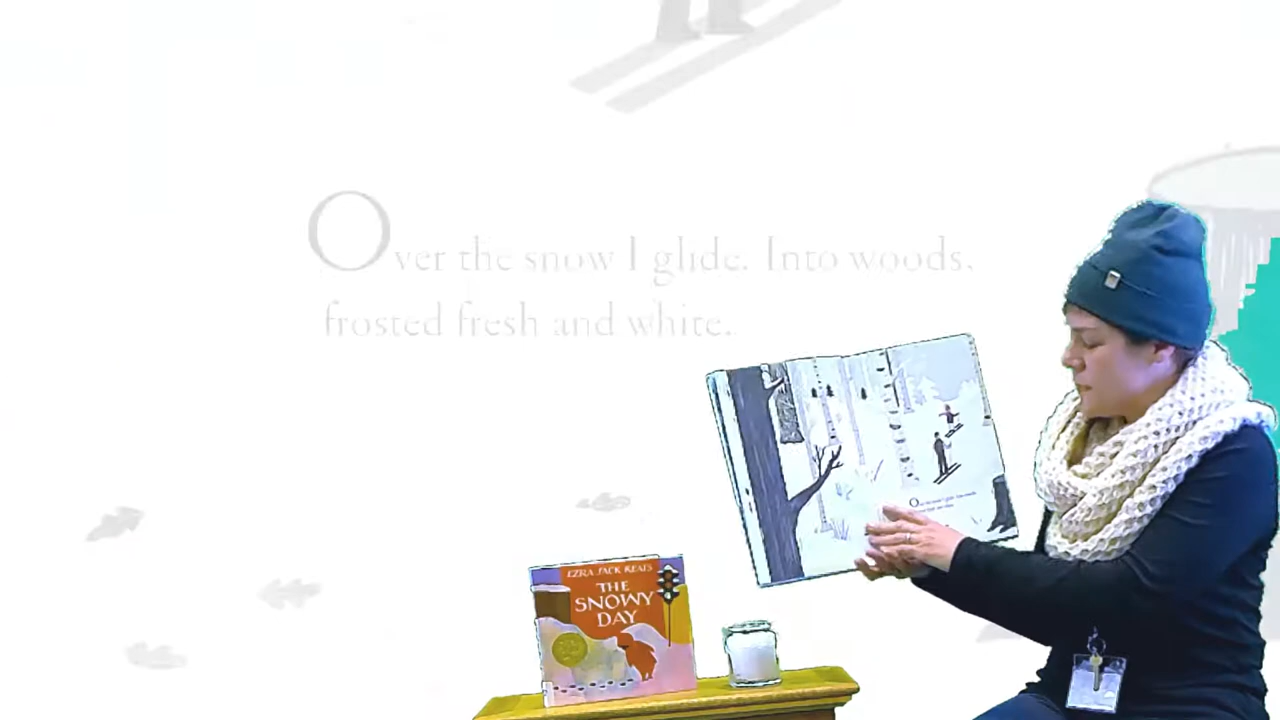 Over the snow I glide. Into woods,
frosted fresh and white.
EZRA JACK KEATS
THE
SNOWY
DAY